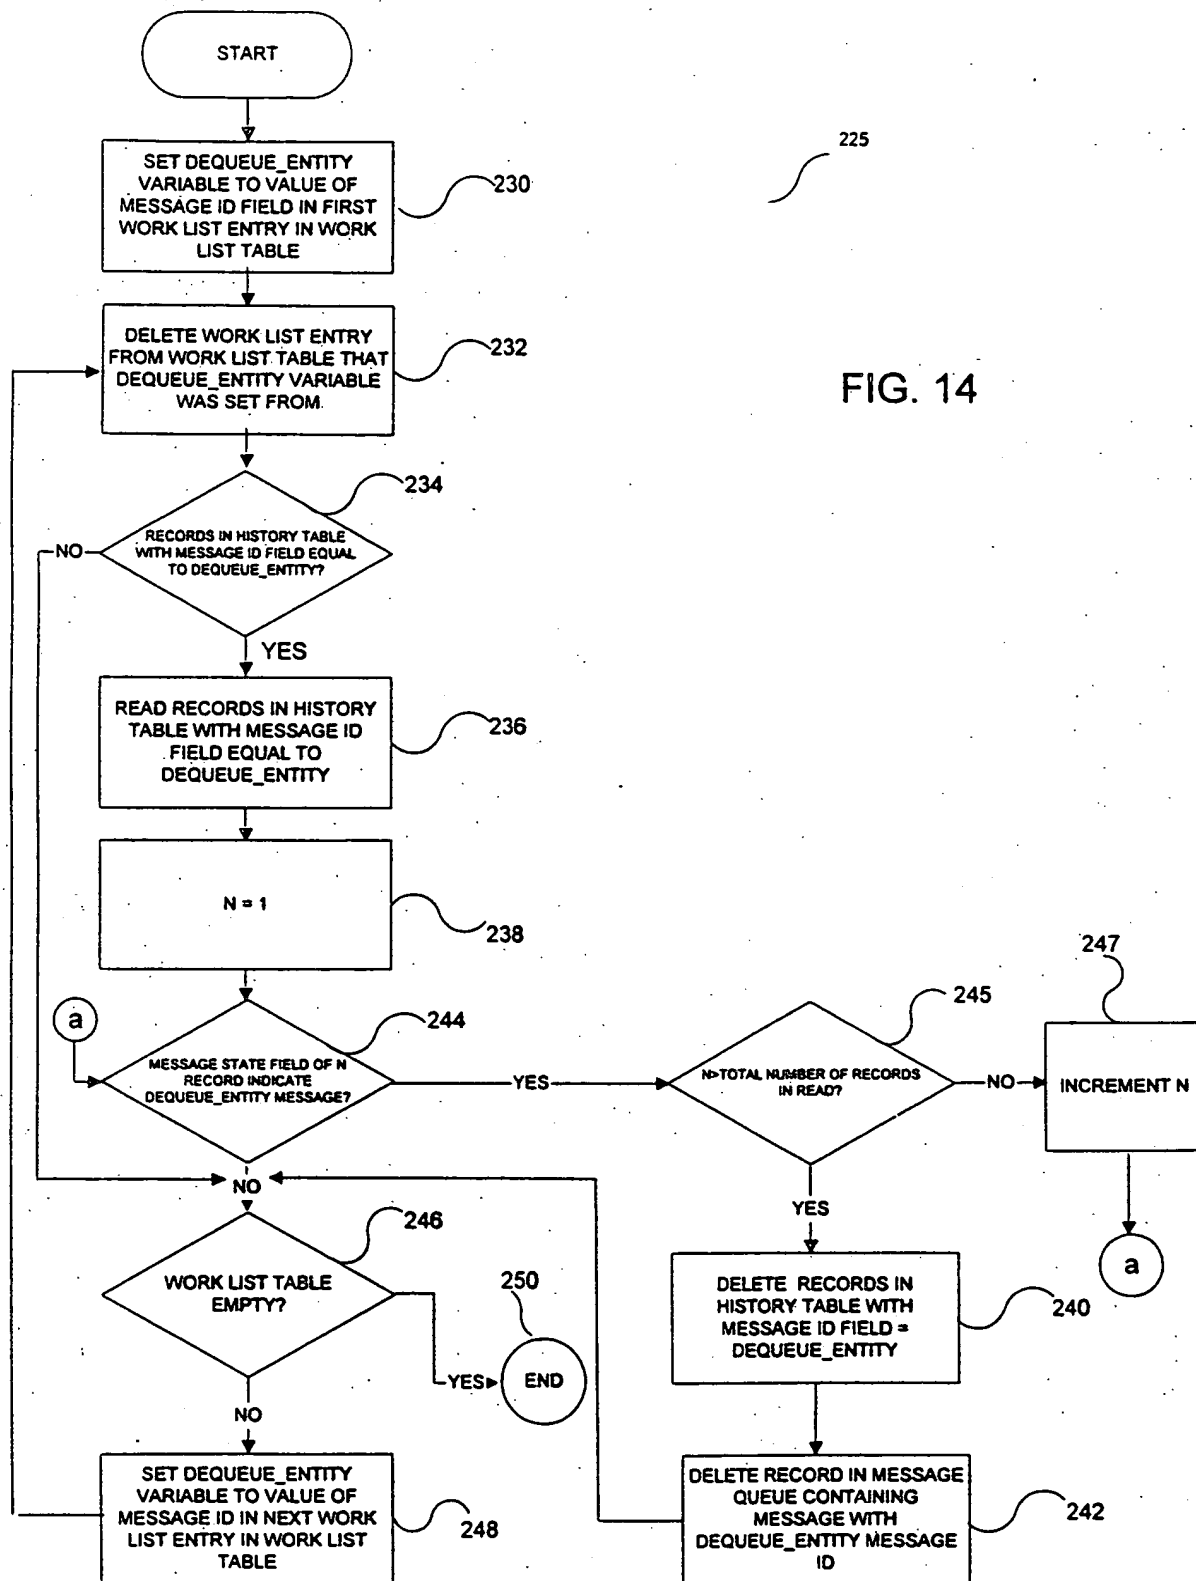 START
225
SET DEQUEUE_ENTITY
VARIABLE TO VALUE OF
MESSAGE ID FIELD IN FIRST
WORK LIST ENTRY IN WORK
LIST TABLE
230
DELETE WORK LIST ENTRY
FROM WORK LIST TABLE THAT
DEQUEUE_ENTITY VARIABLE
WAS SET FROM
232
FIG. 14
234
RECORDS IN HISTORY TABLE
WITH MESSAGE ID FIELD EQUAL
TO DEQUEUE_ENTITY?
NO
YES
READ RECORDS IN HISTORY
TABLE WITH MESSAGE ID
FIELD EQUAL TO
DEQUEUE_ENTITY
236
N = 1
238
a
244
MESSAGE STATE FIELD OF N
RECORD INDICATE
DEQUEUE_ENTITY MESSAGE?
YES
245
N>TOTAL NUMBER OF RECORDS
IN READ?
NO
247
INCREMENT N
a
NO
YES
246
WORK LIST TABLE
EMPTY?
250
YES
END
DELETE RECORDS IN
HISTORY TABLE WITH
MESSAGE ID FIELD =
DEQUEUE_ENTITY
240
NO
SET DEQUEUE_ENTITY
VARIABLE TO VALUE OF
MESSAGE ID IN NEXT WORK
LIST ENTRY IN WORK LIST
TABLE
248
DELETE RECORD IN MESSAGE
QUEUE CONTAINING
MESSAGE WITH
DEQUEUE_ENTITY MESSAGE
ID
242